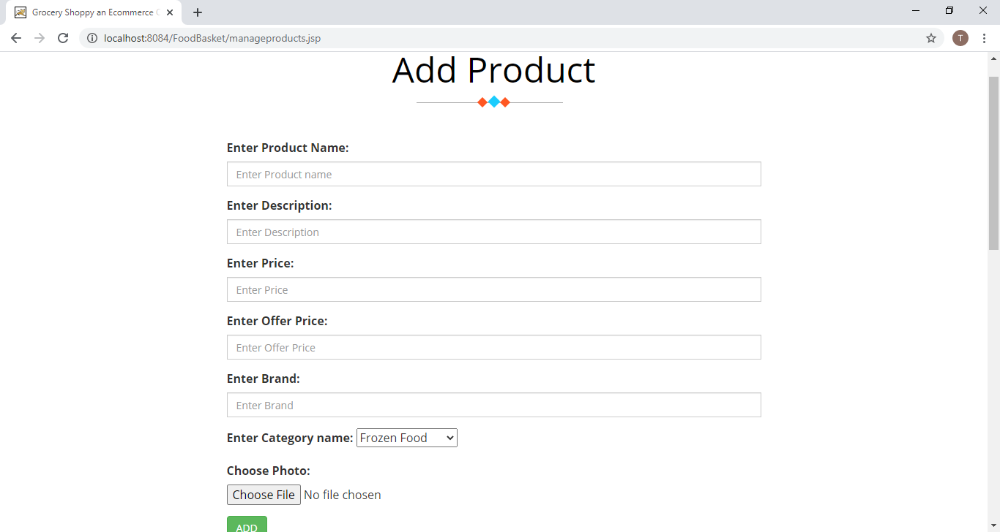 Grocery Shoppy an Ecommerce
localhost:8084/FoodBasket/manageproducts.jsp
T
Add Product
Enter Product Name:
Enter Product name
Enter Description:
Enter Description
Enter Price:
Enter Price
Enter Offer Price:
Enter Offer Price
Enter Brand:
Enter Brand
Enter Category name: Frozen Food
Choose Photo:
Choose File No file chosen
ADD